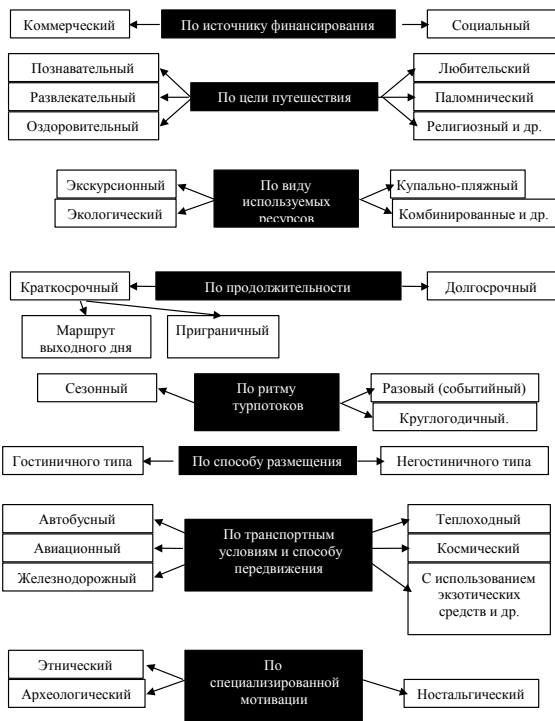 Коммерческий
По источнику финансирования
Социальный
Познавательный
Развлекательный
Оздоровительный
По цели путешествия
Любительский
Паломнический
Религиозный и др.
Экскурсионный
Экологический
По виду
используемых
ресурсов
Купально-пляжный
Комбинированные и др.
Краткосрочный
По продолжительности
Долгосрочный
Маршрут
выходного дня
Приграничный
Сезонный
По ритму
турпотоков
Разовый (событийный)
Круглогодичный.
Гостиничного типа
По способу размещения
Негостиничного типа
Автобусный
Авиационный
Железнодорожный
По транспортным
условиям и способу
передвижения
Теплоходный
Космический
С использованием
экзотических
средств и др.
Этнический
Археологический
По
специализированной
мотивации
Ностальгический